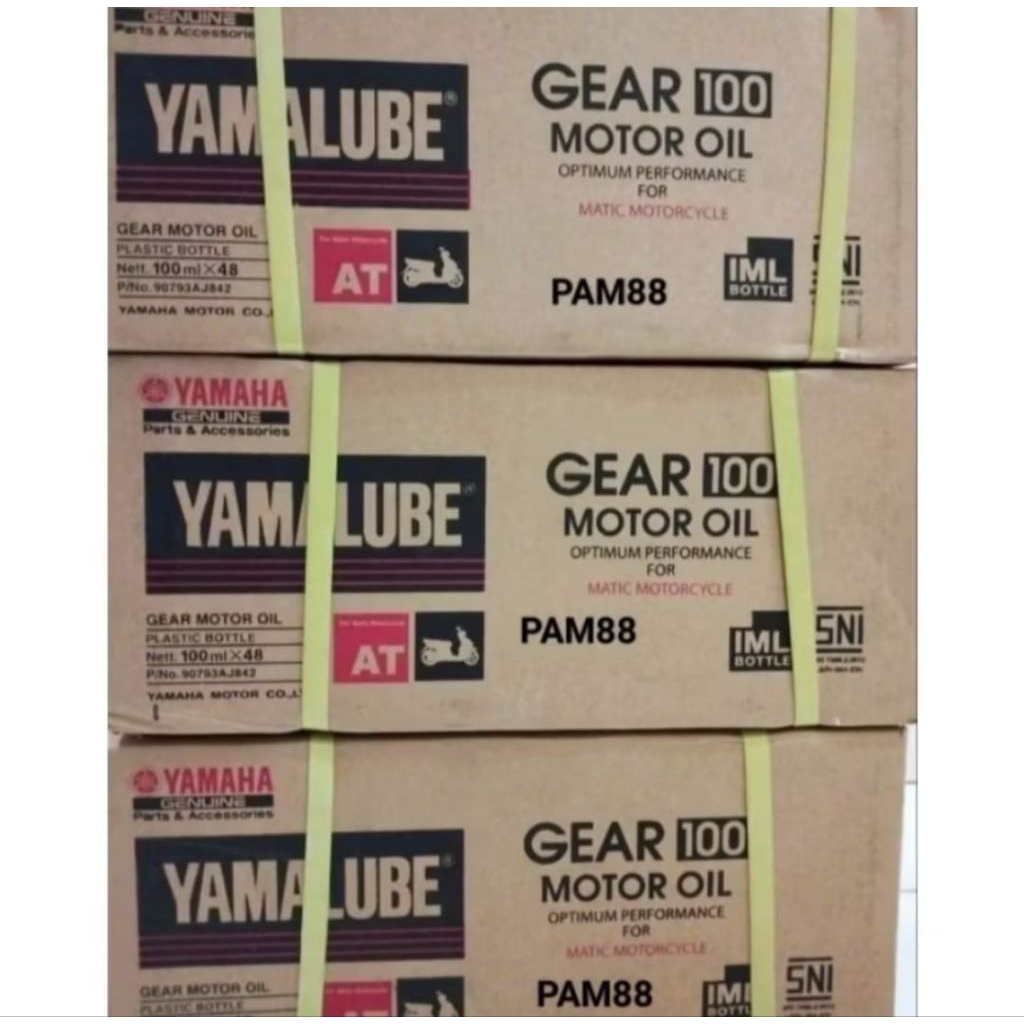 GENUINE
Parts & Accessories
YAMALUBE®
GEAR 100
MOTOR OIL
OPTIMUM PERFORMANCE
FOR
MATIC MOTORCYCLE
GEAR MOTOR OIL
PLASTIC BOTTLE
Nett. 100ml×48
P/No. 90793AJ842
YAMAHA MOTOR CO.,
AT
PAM88
IML
BOTTLE
SNI
YAMAHA
GENUINE
Parts & Accessories
YAMALUBE
GEAR 100
MOTOR OIL
OPTIMUM PERFORMANCE
FOR
MATIC MOTORCYCLE
GEAR MOTOR OIL
PLASTIC BOTTLE
Nett. 100ml×48
P/No. 90793AJ842
YAMAHA MOTOR CO.,
AT
PAM88
IML
BOTTLE
SNI
YAMAHA
GENUINE
Parts & Accessories
YAMALUBE®
GEAR 100
MOTOR OIL
OPTIMUM PERFORMANCE
FOR
MATIC MOTORCYCLE
GEAR MOTOR OIL
PLASTIC BOTTLE
AT
PAM88
IML
SNI